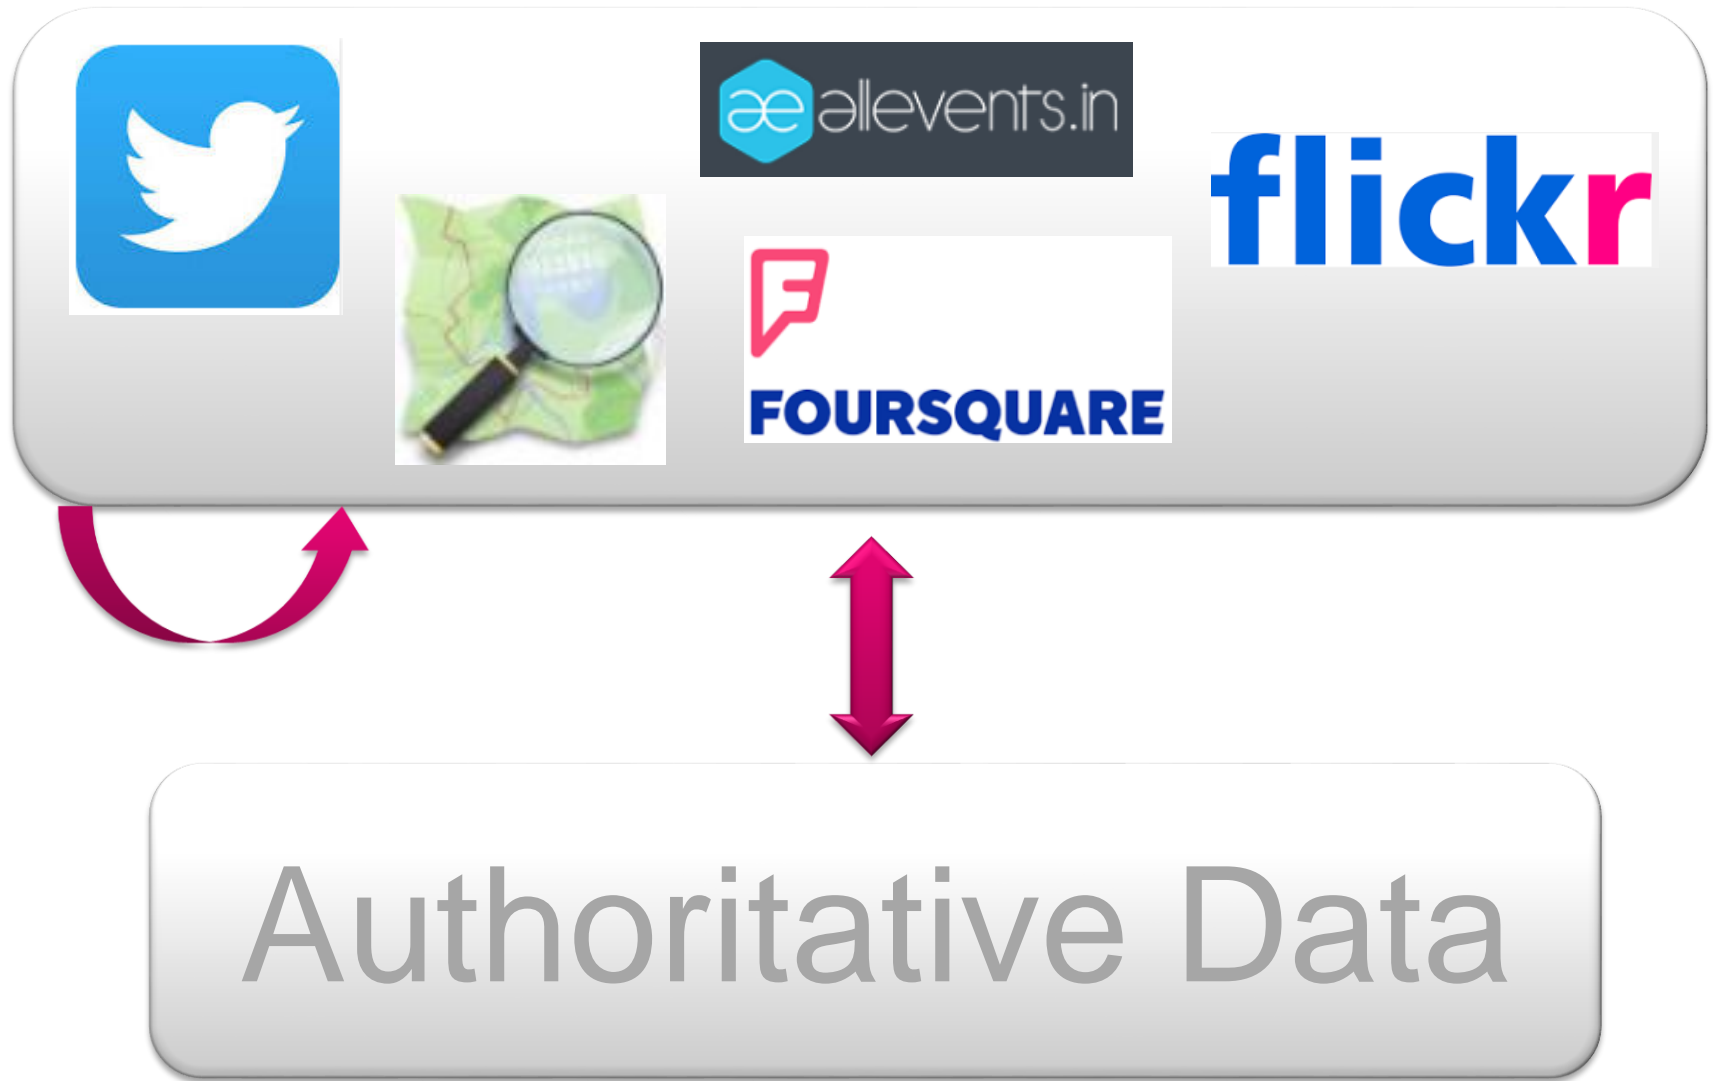 æ allevents.in
flickr
F
FOURSQUARE
Authoritative Data